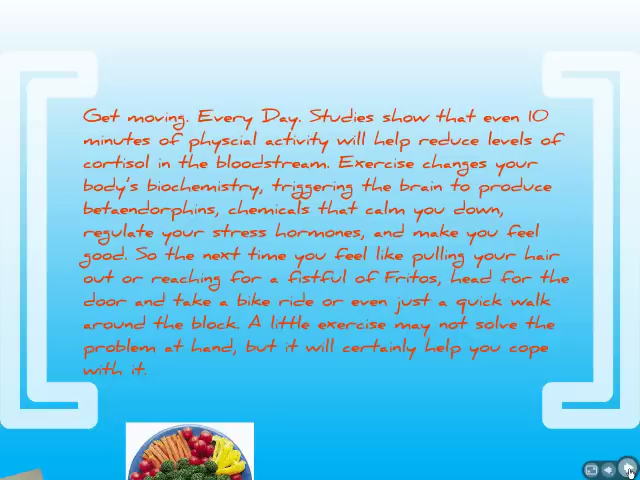 Get moving. Every Day. Studies show that even 10
minutes of physcial activity will help reduce levels of
cortisol in the bloodstream. Exercise changes your
body's biochemistry, triggering the brain to produce
betaendorphins, chemicals that calm you down,
regulate your stress hormones, and make you feel
good. So the next time you feel like pulling your hair
out or reaching for a fistful of Fritos, head for the
door and take a bike ride or even just a quick walk
around the block. A little exercise may not solve the
problem at hand, but it will certainly help you cope
with it.